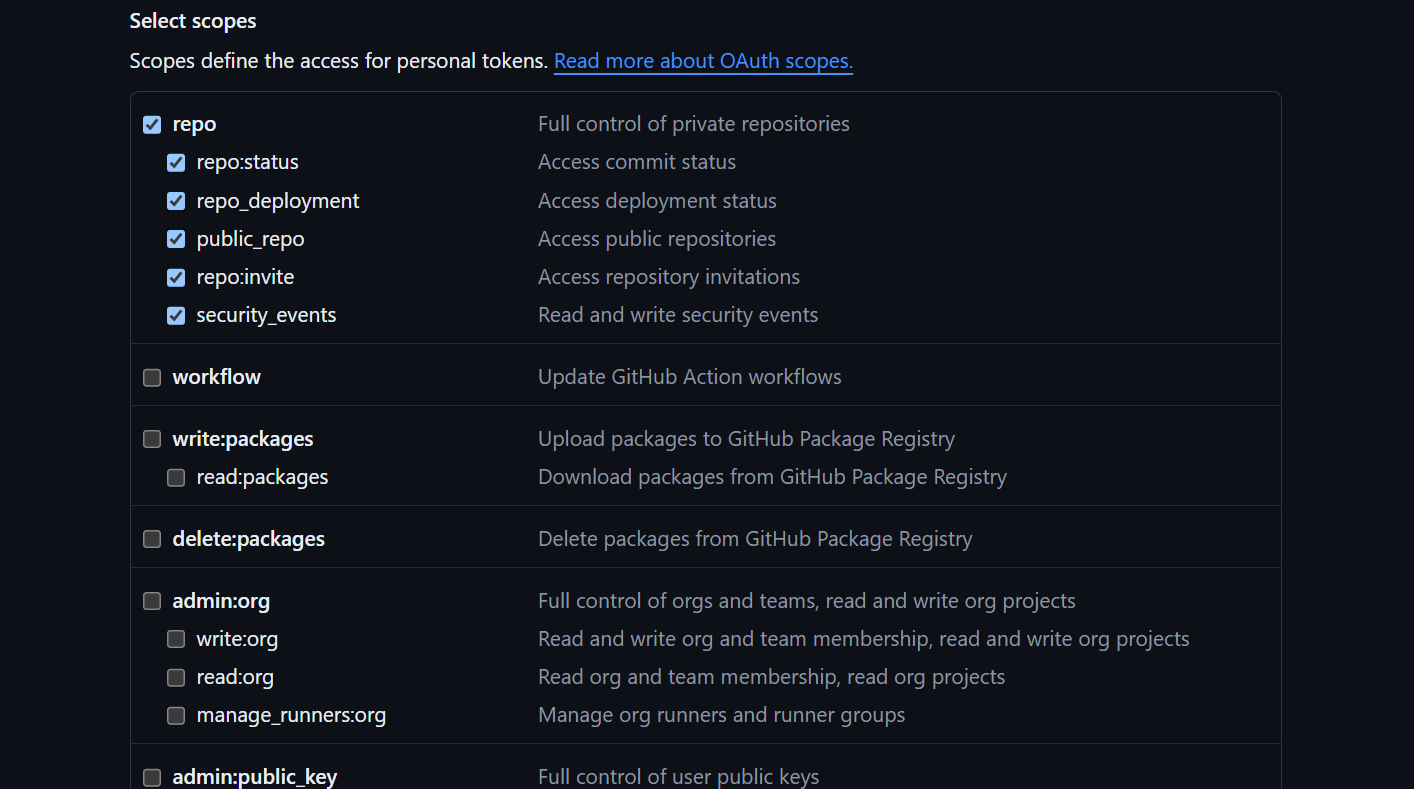 Select scopes
Scopes define the access for personal tokens. Read more about OAuth scopes.
repo Full control of private repositories
repo:status Access commit status
repo_deployment Access deployment status
public_repo Access public repositories
repo:invite Access repository invitations
security_events Read and write security events
workflow Update GitHub Action workflows
write:packages Upload packages to GitHub Package Registry
read:packages Download packages from GitHub Package Registry
delete:packages Delete packages from GitHub Package Registry
admin:org Full control of orgs and teams, read and write org projects
write:org Read and write org and team membership, read and write org projects
read:org Read org and team membership, read org projects
manage_runners:org Manage org runners and runner groups
admin:public_key Full control of user public keys